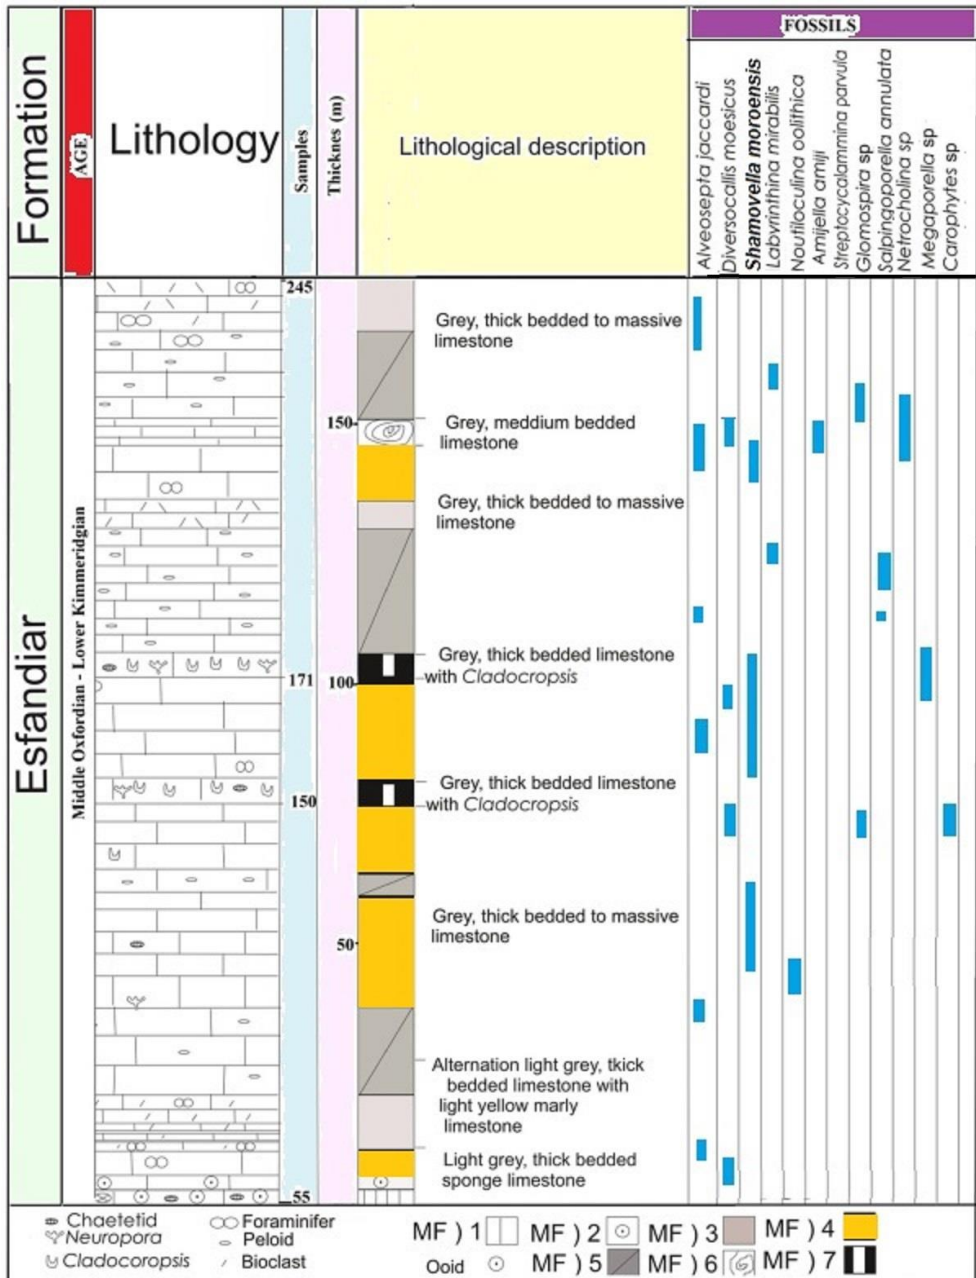 Formation
AGE
Lithology
Samples
Thicknes (m)
Lithological description
FOSSILS
Alveosepta jaccardi
Diversocallis moesicus
Shamovella moroensis
Labvrinthina mirabilis
Noutiloculina oolithica
Amijella amiji
Streptocycalammina parvula
Glomospira sp
Salpingoporella annulata
Netrocholina sp
Megaporella sp
Carophytes sp
Esfandiar
Middle Oxfordian - Lower Kimmeridgian
245
Grey, thick bedded to massive
limestone
150
Grey, meddium bedded
limestone
Grey, thick bedded to massive
limestone
Grey, thick bedded limestone
with Cladocropsis
171
100
Grey, thick bedded limestone
with Cladocropsis
150
Grey, thick bedded to massive
limestone
50
Alternation light grey, tkick
bedded limestone with
light yellow marly
limestone
Light grey, thick bedded
sponge limestone
55
Chaetetid
Neuropora
Cladocoropsis
Foraminifer
Peloid
Bioclast
MF ) 1 MF ) 2 MF ) 3 MF ) 4
Ooid MF ) 5 MF ) 6 MF ) 7